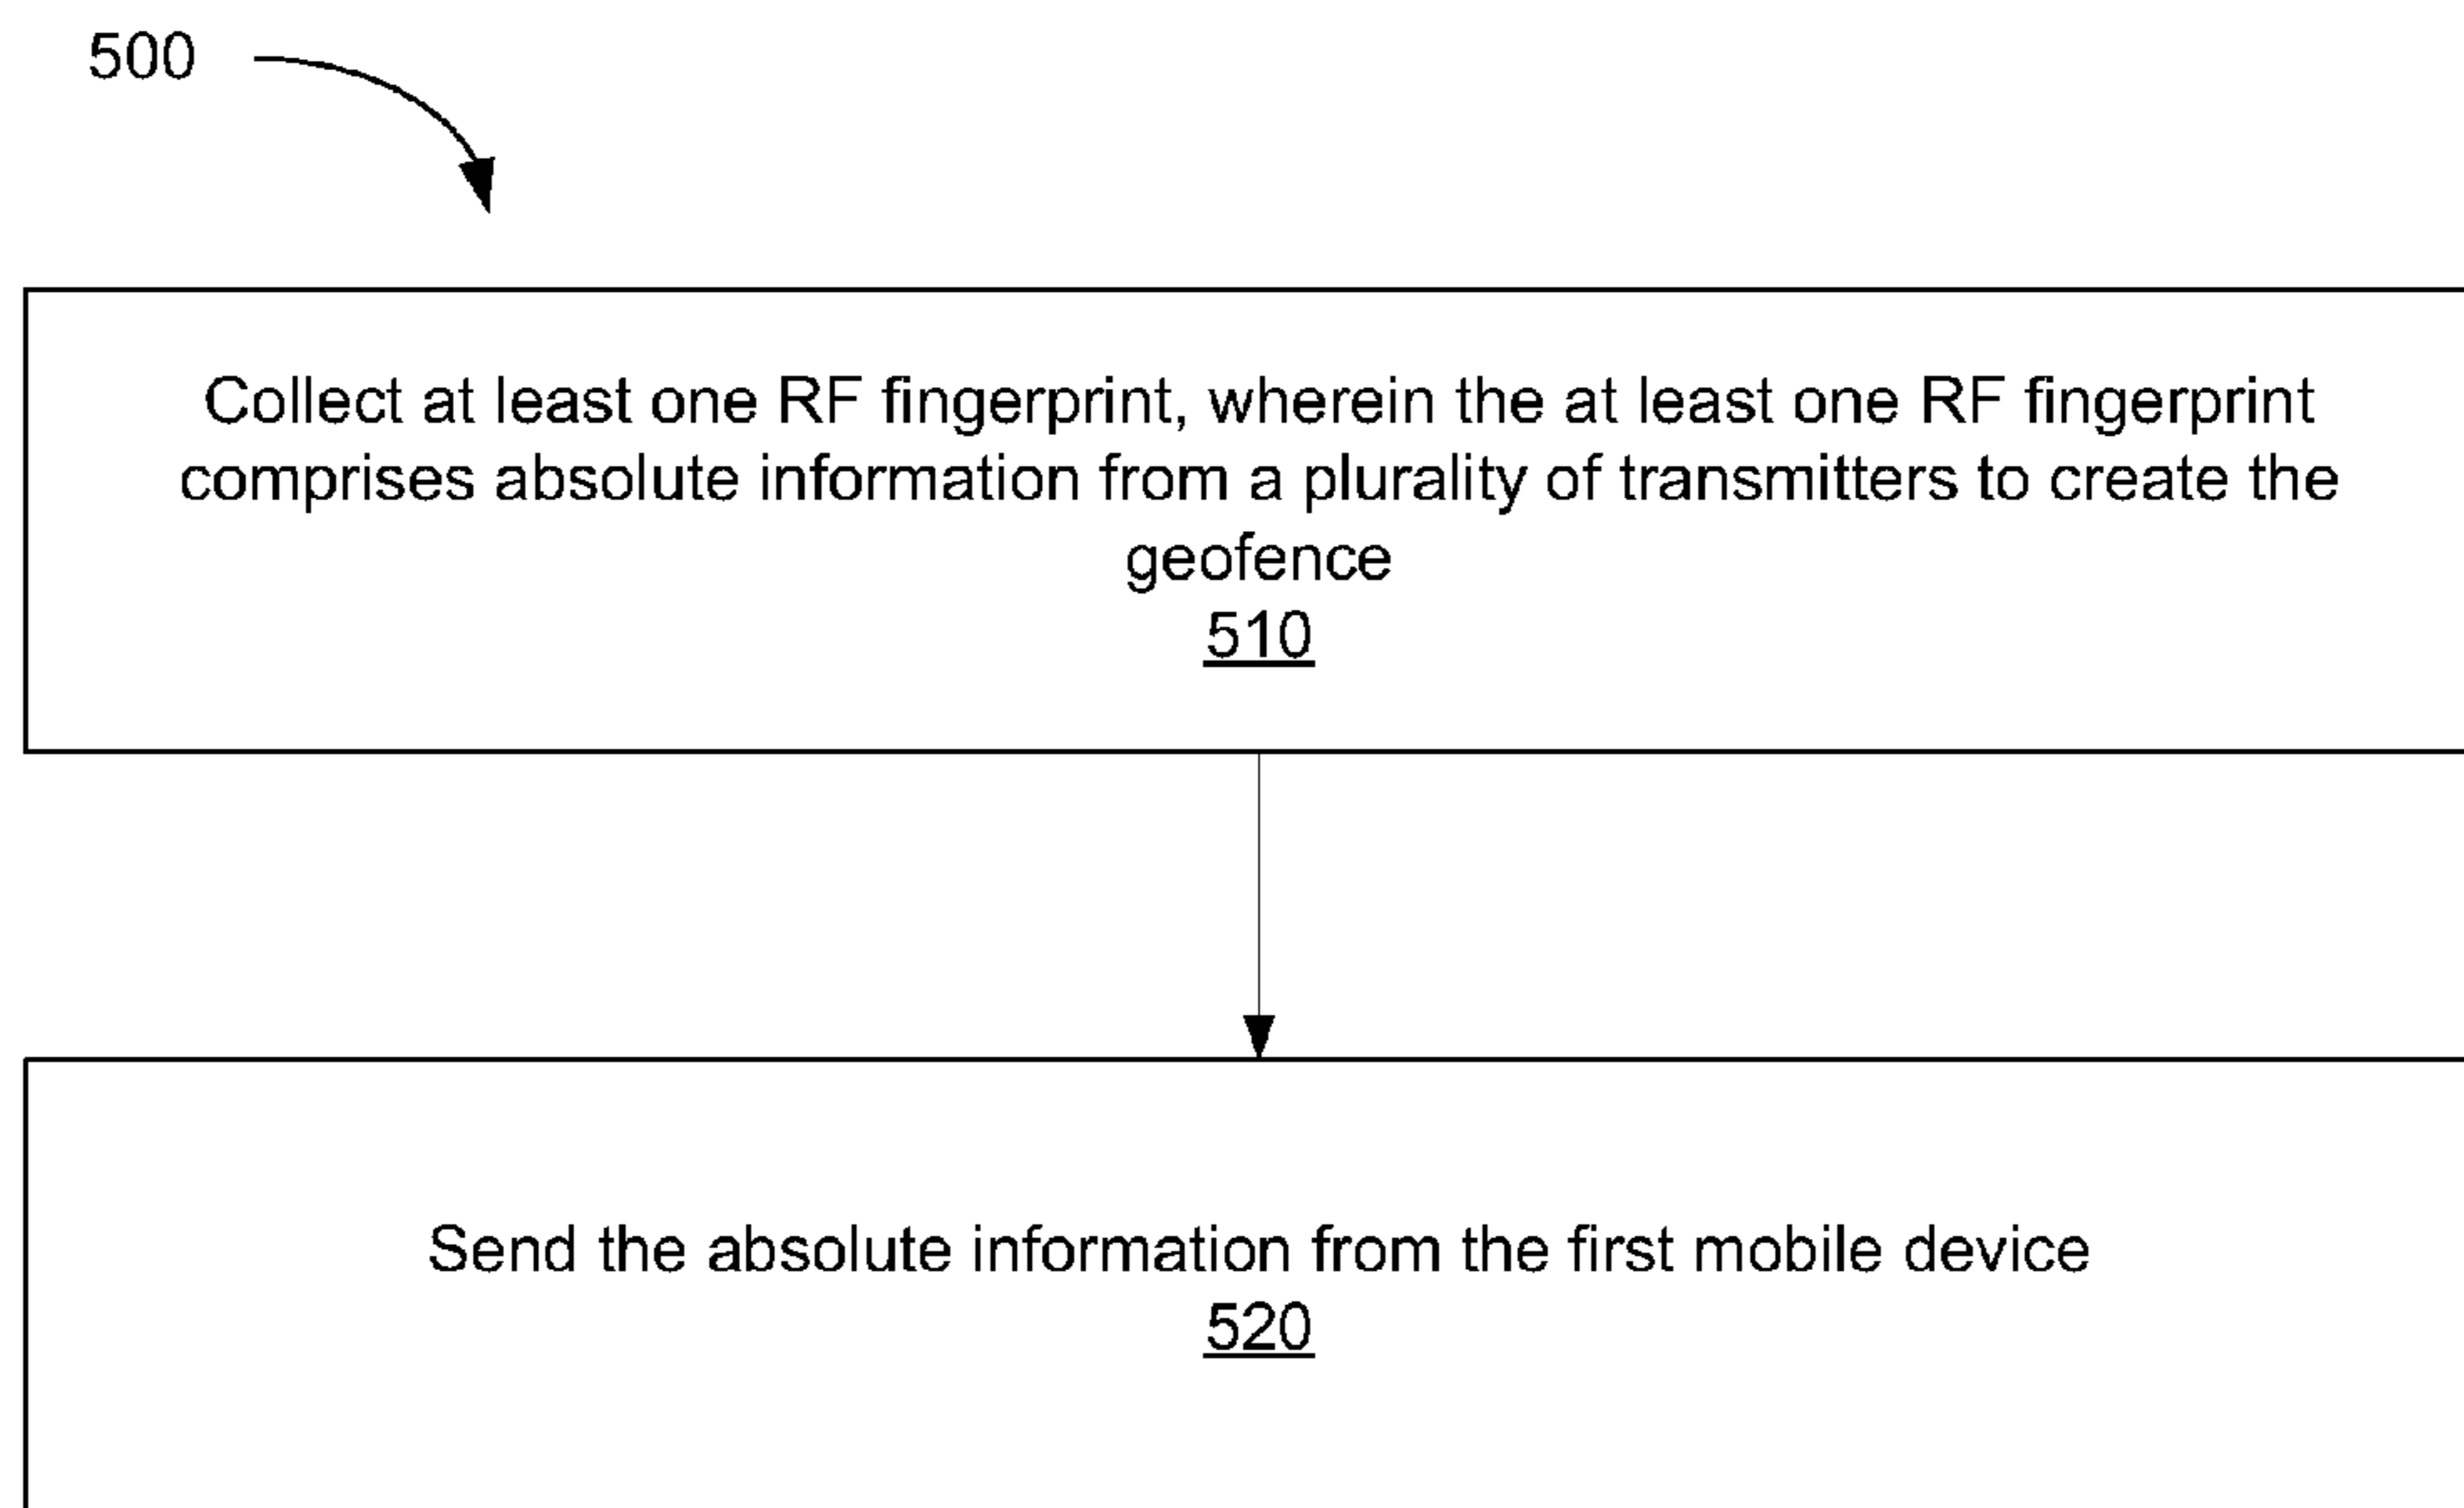 500
Collect at least one RF fingerprint, wherein the at least one RF fingerprint
comprises absolute information from a plurality of transmitters to create the
geofence
510
Send the absolute information from the first mobile device
520